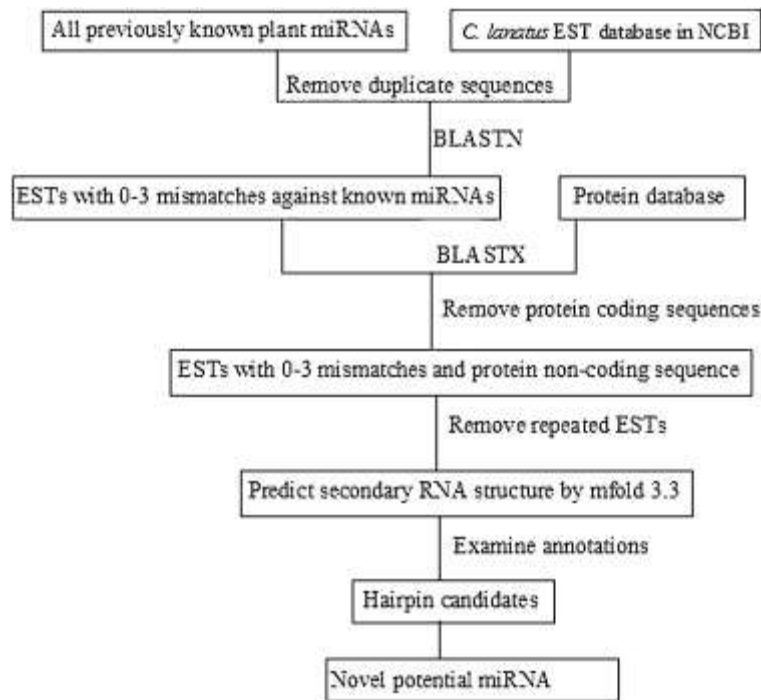 All previously known plant miRNAs
C. lanatus EST database in NCBI
Remove duplicate sequences
BLASTN
ESTs with 0-3 mismatches against known miRNAs
Protein database
BLASTX
Remove protein coding sequences
ESTs with 0-3 mismatches and protein non-coding sequence
Remove repeated ESTs
Predict secondary RNA structure by mfold 3.3
Examine annotations
Hairpin candidates
Novel potential miRNA